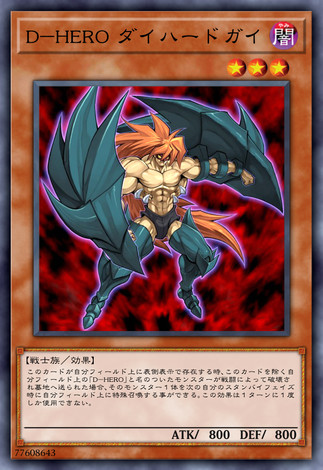 D-HERO ダイハードガイ
やみ
闇
【戦士族／効果】
このカードが自分フィールド上に表側表示で存在する時、このカードを除く自
分フィールド上の「D-HERO」と名のついたモンスターが戦闘によって破壊さ
れ墓地へ送られた場合、そのモンスター1体を次の自分のスタンバイフェイズ
時に自分フィールド上に特殊召喚する事ができる。この効果は1ターンに1度
しか使用できない。
ATK/ 800 DEF/ 800
77608643